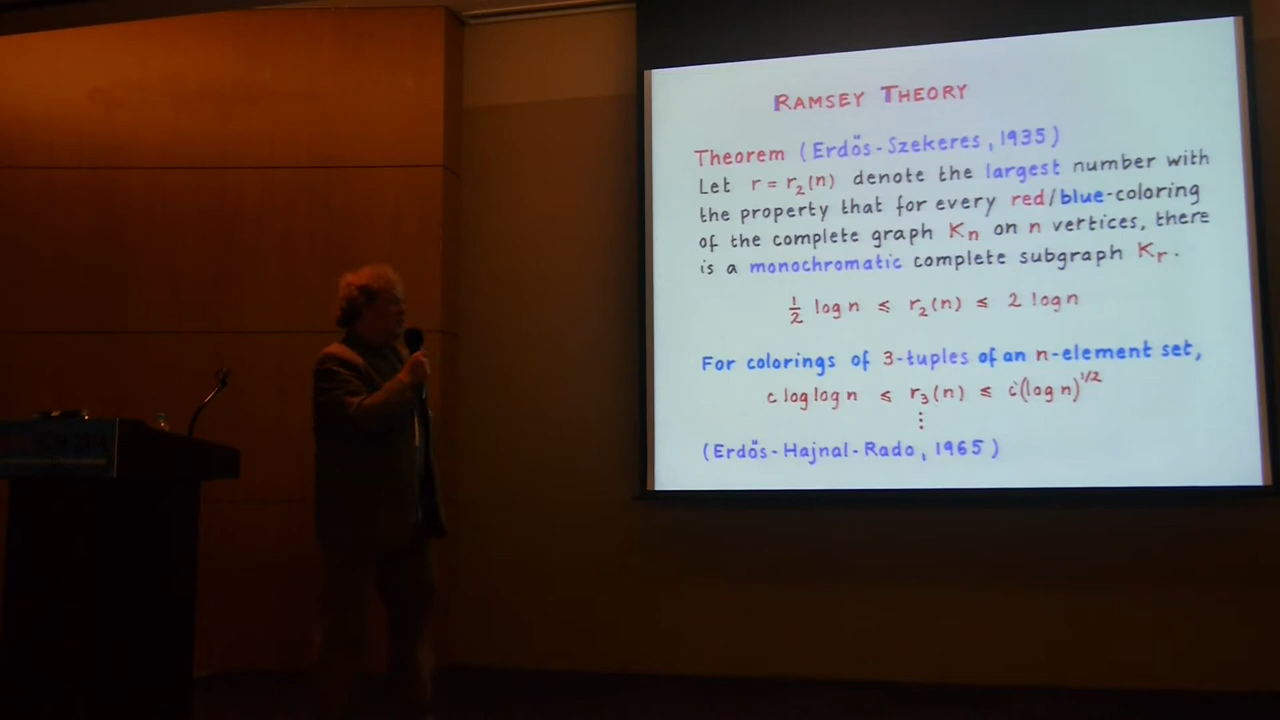 RAMSEY THEORY
Theorem (Erdős-Szekeres, 1935)
Let r = r₂(n) denote the largest number with
the property that for every red/blue-coloring
of the complete graph Kn on n vertices, there
is a monochromatic complete subgraph Kr.
½ log n ≤ r₂(n) ≤ 2 log n
For colorings of 3-tuples of an n-element set,
c log log n ≤ r₃(n) ≤ c'(log n)^1/2
⋮
(Erdős-Hajnal-Rado, 1965)